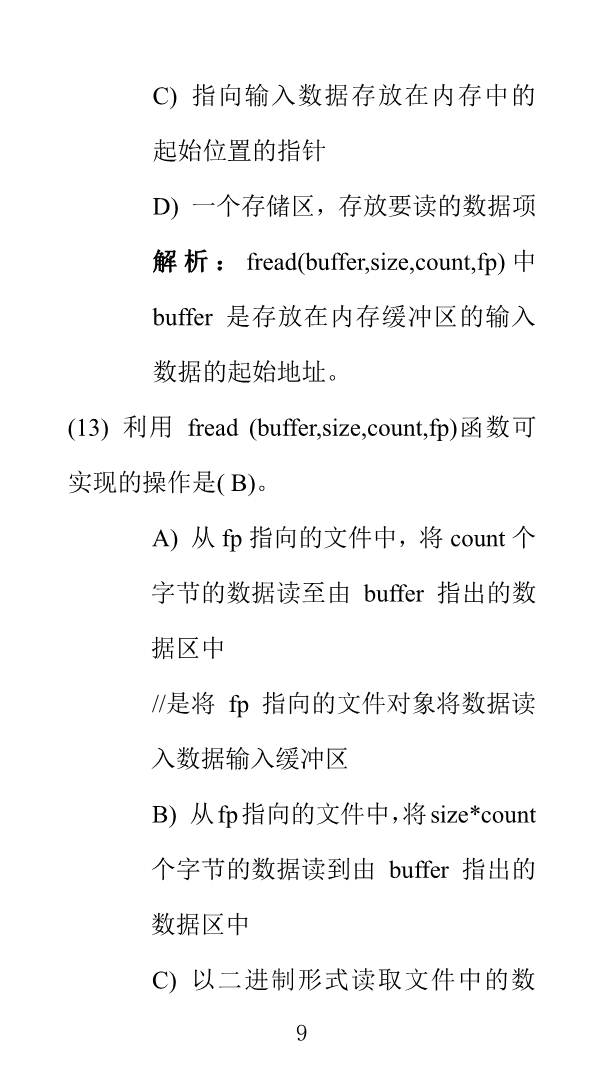 C) 指向输入数据存放在内存中的
起始位置的指针
D) 一个存储区，存放要读的数据项
解析：fread(buffer,size,count,fp)中
buffer 是存放在内存缓冲区的输入
数据的起始地址。
(13) 利用 fread (buffer,size,count,fp)函数可
实现的操作是( B)。
A) 从 fp 指向的文件中，将 count 个
字节的数据读至由 buffer 指出的数
据区中
//是将 fp 指向的文件对象将数据读
入数据输入缓冲区
B) 从fp指向的文件中，将size*count
个字节的数据读到由 buffer 指出的
数据区中
C) 以二进制形式读取文件中的数
9